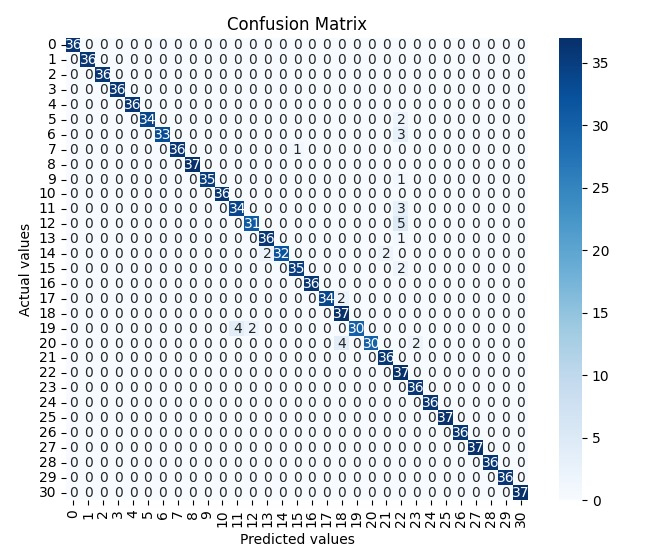 Confusion Matrix
0 36 0 0 0 0 0 0 0 0 0 0 0 0 0 0 0 0 0 0 0 0 0 0 0 0 0 0 0 0 0 0
1 0 36 0 0 0 0 0 0 0 0 0 0 0 0 0 0 0 0 0 0 0 0 0 0 0 0 0 0 0 0 0
2 0 0 36 0 0 0 0 0 0 0 0 0 0 0 0 0 0 0 0 0 0 0 0 0 0 0 0 0 0 0 0
3 0 0 0 36 0 0 0 0 0 0 0 0 0 0 0 0 0 0 0 0 0 0 0 0 0 0 0 0 0 0 0
4 0 0 0 0 36 0 0 0 0 0 0 0 0 0 0 0 0 0 0 0 0 0 0 0 0 0 0 0 0 0 0
5 0 0 0 0 0 34 0 0 0 0 0 0 0 0 0 0 0 0 0 0 0 0 2 0 0 0 0 0 0 0 0
6 0 0 0 0 0 0 33 0 0 0 0 0 0 0 0 0 0 0 0 0 0 0 3 0 0 0 0 0 0 0 0
7 0 0 0 0 0 0 0 36 0 0 0 0 0 0 0 1 0 0 0 0 0 0 0 0 0 0 0 0 0 0 0
8 0 0 0 0 0 0 0 0 37 0 0 0 0 0 0 0 0 0 0 0 0 0 0 0 0 0 0 0 0 0 0
9 0 0 0 0 0 0 0 0 0 35 0 0 0 0 0 0 0 0 0 0 0 0 1 0 0 0 0 0 0 0 0
10 0 0 0 0 0 0 0 0 0 0 36 0 0 0 0 0 0 0 0 0 0 0 0 0 0 0 0 0 0 0 0
11 0 0 0 0 0 0 0 0 0 0 0 34 0 0 0 0 0 0 0 0 0 0 3 0 0 0 0 0 0 0 0
12 0 0 0 0 0 0 0 0 0 0 0 0 31 0 0 0 0 0 0 0 0 0 5 0 0 0 0 0 0 0 0
13 0 0 0 0 0 0 0 0 0 0 0 0 0 36 0 0 0 0 0 0 0 0 1 0 0 0 0 0 0 0 0
14 0 0 0 0 0 0 0 0 0 0 0 0 0 2 32 0 0 0 0 0 0 2 0 0 0 0 0 0 0 0 0
15 0 0 0 0 0 0 0 0 0 0 0 0 0 0 0 35 0 0 0 0 0 0 2 0 0 0 0 0 0 0 0
16 0 0 0 0 0 0 0 0 0 0 0 0 0 0 0 0 36 0 0 0 0 0 0 0 0 0 0 0 0 0 0
17 0 0 0 0 0 0 0 0 0 0 0 0 0 0 0 0 0 34 2 0 0 0 0 0 0 0 0 0 0 0 0
18 0 0 0 0 0 0 0 0 0 0 0 0 0 0 0 0 0 0 37 0 0 0 0 0 0 0 0 0 0 0 0
19 0 0 0 0 0 0 0 0 0 0 0 4 2 0 0 0 0 0 0 30 0 0 0 0 0 0 0 0 0 0 0
20 0 0 0 0 0 0 0 0 0 0 0 0 0 0 0 0 0 0 4 0 30 0 0 2 0 0 0 0 0 0 0
21 0 0 0 0 0 0 0 0 0 0 0 0 0 0 0 0 0 0 0 0 0 36 0 0 0 0 0 0 0 0 0
22 0 0 0 0 0 0 0 0 0 0 0 0 0 0 0 0 0 0 0 0 0 0 37 0 0 0 0 0 0 0 0
23 0 0 0 0 0 0 0 0 0 0 0 0 0 0 0 0 0 0 0 0 0 0 0 36 0 0 0 0 0 0 0
24 0 0 0 0 0 0 0 0 0 0 0 0 0 0 0 0 0 0 0 0 0 0 0 0 36 0 0 0 0 0 0
25 0 0 0 0 0 0 0 0 0 0 0 0 0 0 0 0 0 0 0 0 0 0 0 0 0 37 0 0 0 0 0
26 0 0 0 0 0 0 0 0 0 0 0 0 0 0 0 0 0 0 0 0 0 0 0 0 0 0 36 0 0 0 0
27 0 0 0 0 0 0 0 0 0 0 0 0 0 0 0 0 0 0 0 0 0 0 0 0 0 0 0 37 0 0 0
28 0 0 0 0 0 0 0 0 0 0 0 0 0 0 0 0 0 0 0 0 0 0 0 0 0 0 0 0 36 0 0
29 0 0 0 0 0 0 0 0 0 0 0 0 0 0 0 0 0 0 0 0 0 0 0 0 0 0 0 0 0 36 0
30 0 0 0 0 0 0 0 0 0 0 0 0 0 0 0 0 0 0 0 0 0 0 0 0 0 0 0 0 0 0 37
0 1 2 3 4 5 6 7 8 9 10 11 12 13 14 15 16 17 18 19 20 21 22 23 24 25 26 27 28 29 30
Predicted values
Actual values
35
30
25
20
15
10
5
0